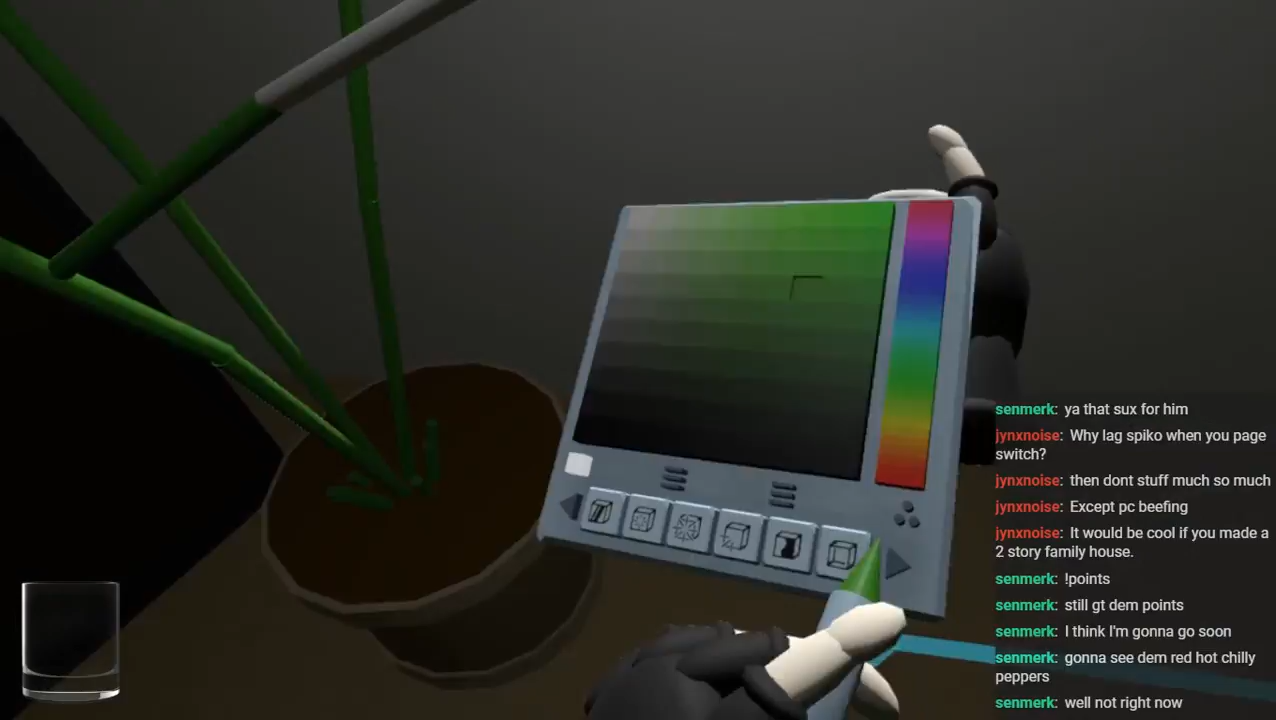 senmerk: ya that sux for him
jynxnoise: Why lag spiko when you page
switch?
jynxnoise: then dont stuff much so much
jynxnoise: Except pc beefing
jynxnoise: It would be cool if you made a
2 story family house.
senmerk: !points
senmerk: still gt dem points
senmerk: I think I'm gonna go soon
senmerk: gonna see dem red hot chilly
peppers
senmerk: well not right now